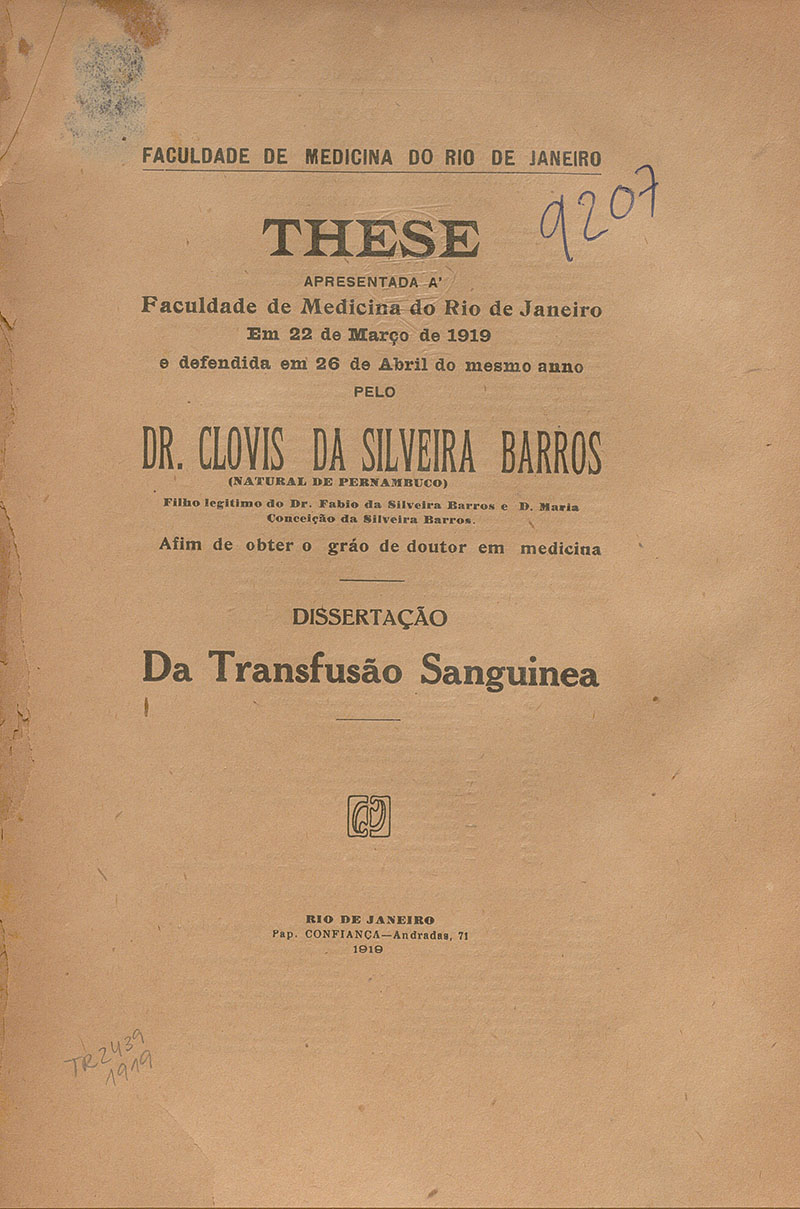 FACULDADE DE MEDICINA DO RIO DE JANEIRO
9207
THESE
APRESENTADA A'
Faculdade de Medicina do Rio de Janeiro
Em 22 de Março de 1919
e defendida em 26 de Abril do mesmo anno
PELO
DR. CLOVIS DA SILVEIRA BARROS
(NATURAL DE PERNAMBUCO)
Filho legitimo do Dr. Fabio da Silveira Barros e D. Maria
Conceição da Silveira Barros.
Afim de obter o gráo de doutor em medicina
DISSERTAÇÃO
Da Transfusão Sanguinea
RIO DE JANEIRO
Pap. CONFIANÇA—Andradas, 71
1919
TR2439
1919